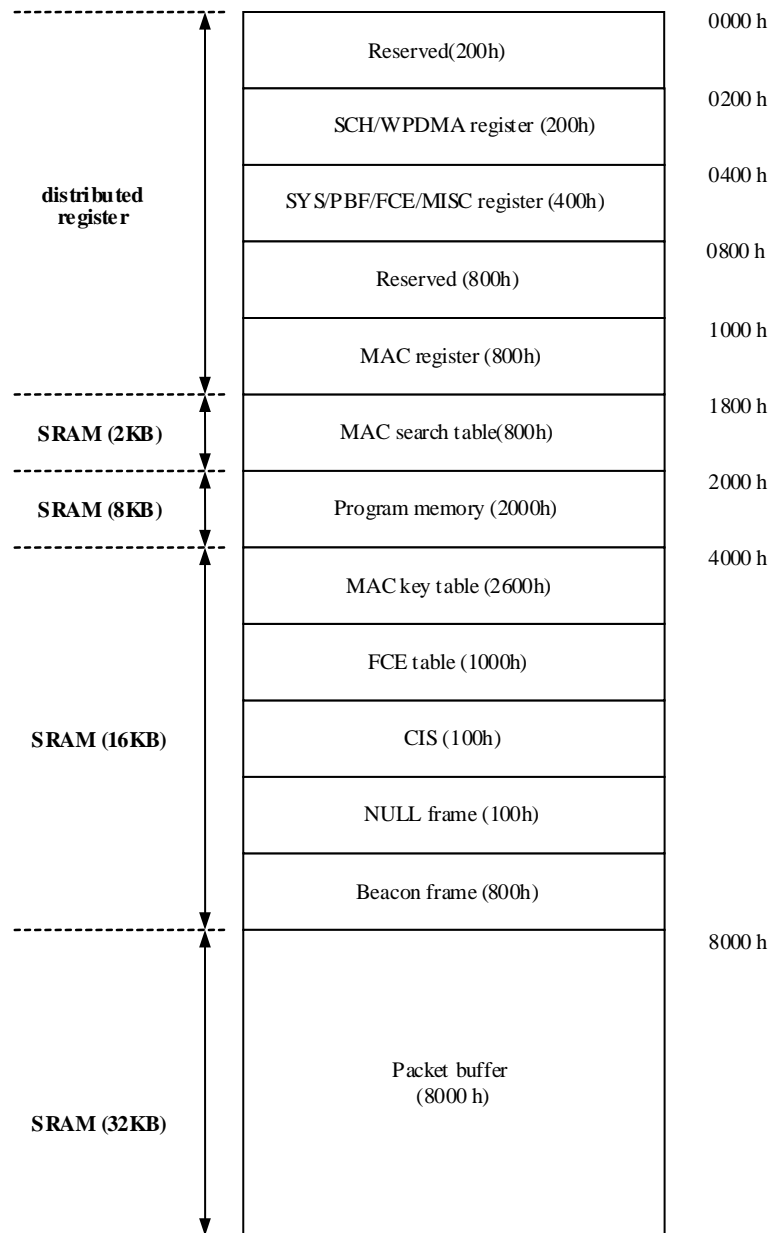 0000 h
Reserved(200h)
0200 h
SCH/WPDMA register (200h)
0400 h
distributed
register
SYS/PBF/FCE/MISC register (400h)
0800 h
Reserved (800h)
1000 h
MAC register (800h)
1800 h
SRAM (2KB)
MAC search table(800h)
2000 h
SRAM (8KB)
Program memory (2000h)
4000 h
MAC key table (2600h)
FCE table (1000h)
SRAM (16KB)
CIS (100h)
NULL frame (100h)
Beacon frame (800h)
8000 h
Packet buffer
(8000 h)
SRAM (32KB)